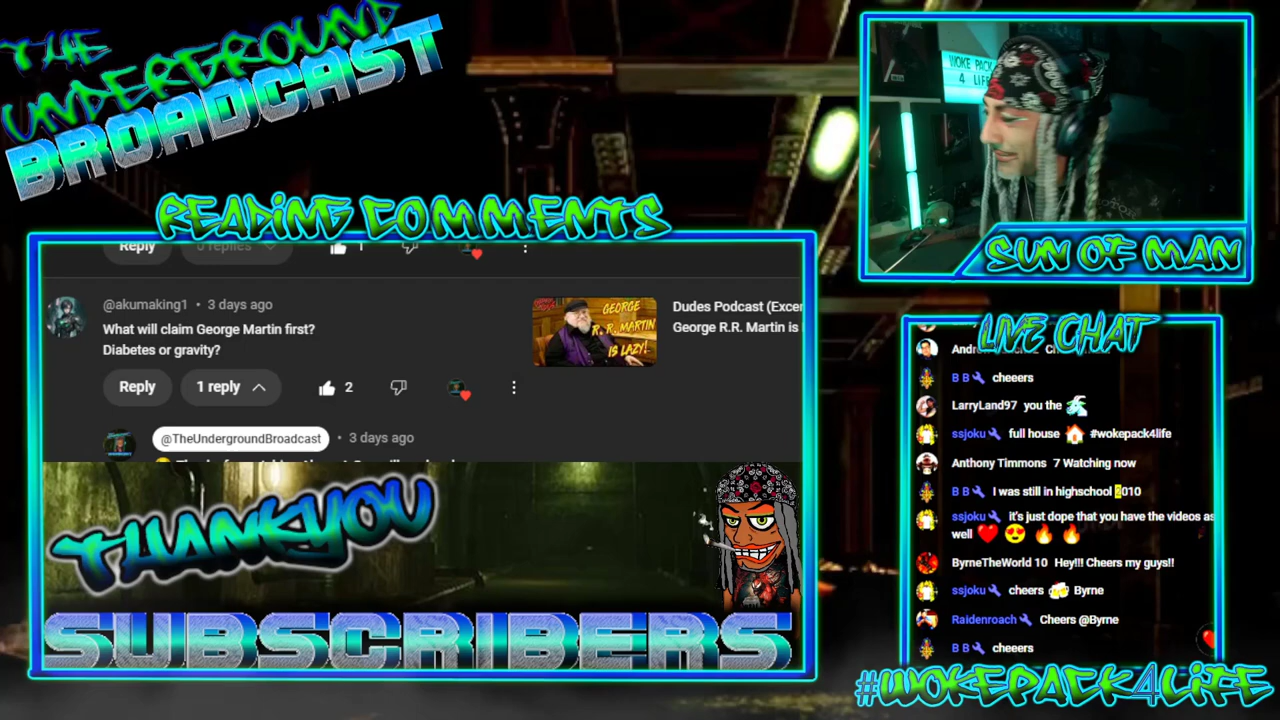 THE
UNDERGROUND
BROADCAST
WOKE PACK
4 LIFE
SUN OF MAN
READING COMMENTS
Reply
1
@akumaking1 • 3 days ago
What will claim George Martin first?
Diabetes or gravity?
Reply
1 reply
2
GEORGE
R. R. MARTIN
IS LAZY!
Dudes Podcast (Excer
George R.R. Martin is
@TheUndergroundBroadcast • 3 days ago
THANKYOU
SUBSCRIBERS
LIVE CHAT
B B cheeers
LarryLand97 you the
ssjoku full house #wokepack4life
Anthony Timmons 7 Watching now
B B I was still in highschool 2010
ssjoku it's just dope that you have the videos as
well
ByrneTheWorld 10 Hey!!! Cheers my guys!!
ssjoku cheers Byrne
Raidenroach Cheers @Byrne
B B cheeers
#WOKEPACK4LIFE